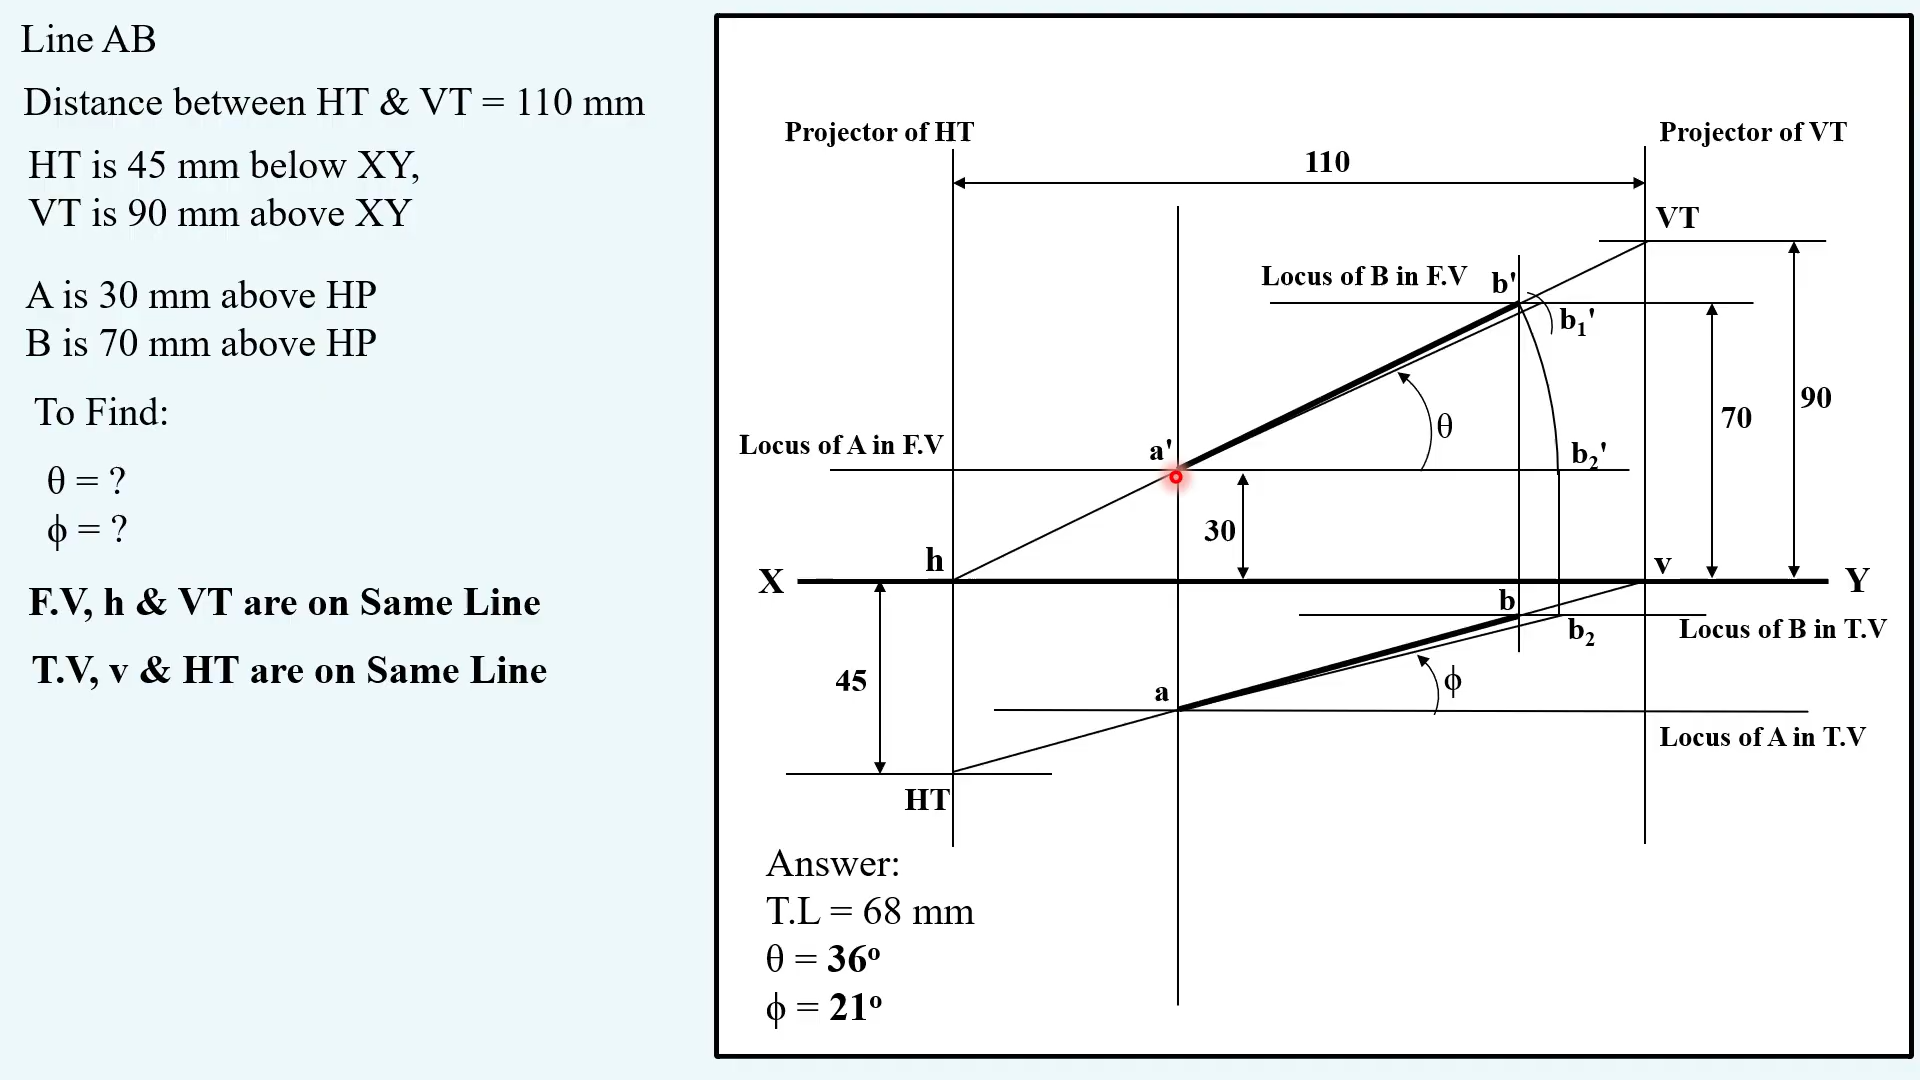 Line AB
Distance between HT & VT = 110 mm
HT is 45 mm below XY,
VT is 90 mm above XY
A is 30 mm above HP
B is 70 mm above HP
To Find:
θ = ?
ϕ = ?
F.V, h & VT are on Same Line
T.V, v & HT are on Same Line
Projector of HT
Projector of VT
110
VT
Locus of B in F.V
b'
b₁'
90
70
θ
Locus of A in F.V
a'
b₂'
30
h
v
X
Y
b
b₂
Locus of B in T.V
45
a
ϕ
Locus of A in T.V
HT
Answer:
T.L = 68 mm
θ = 36º
ϕ = 21º